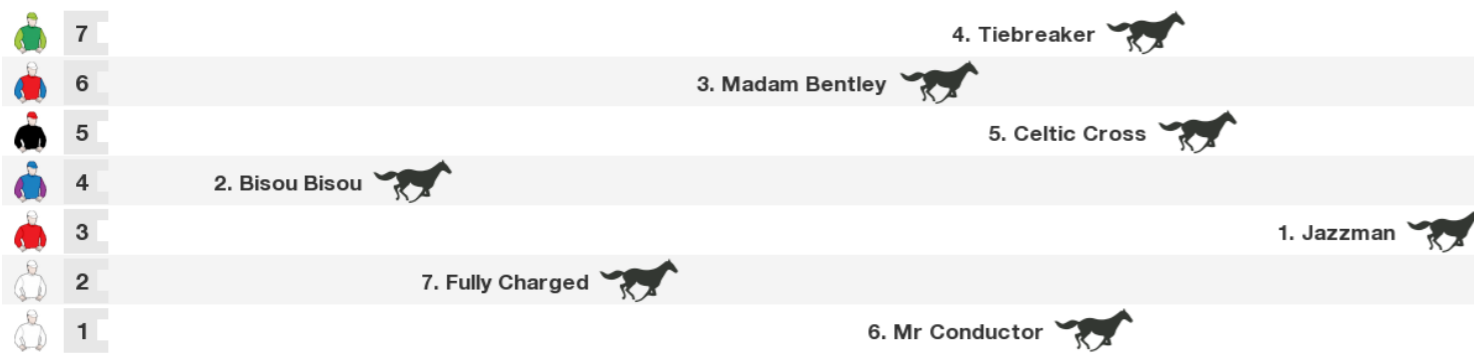 7 4. Tiebreaker
6 3. Madam Bentley
5 5. Celtic Cross
4 2. Bisou Bisou
3 1. Jazzman
2 7. Fully Charged
1 6. Mr Conductor